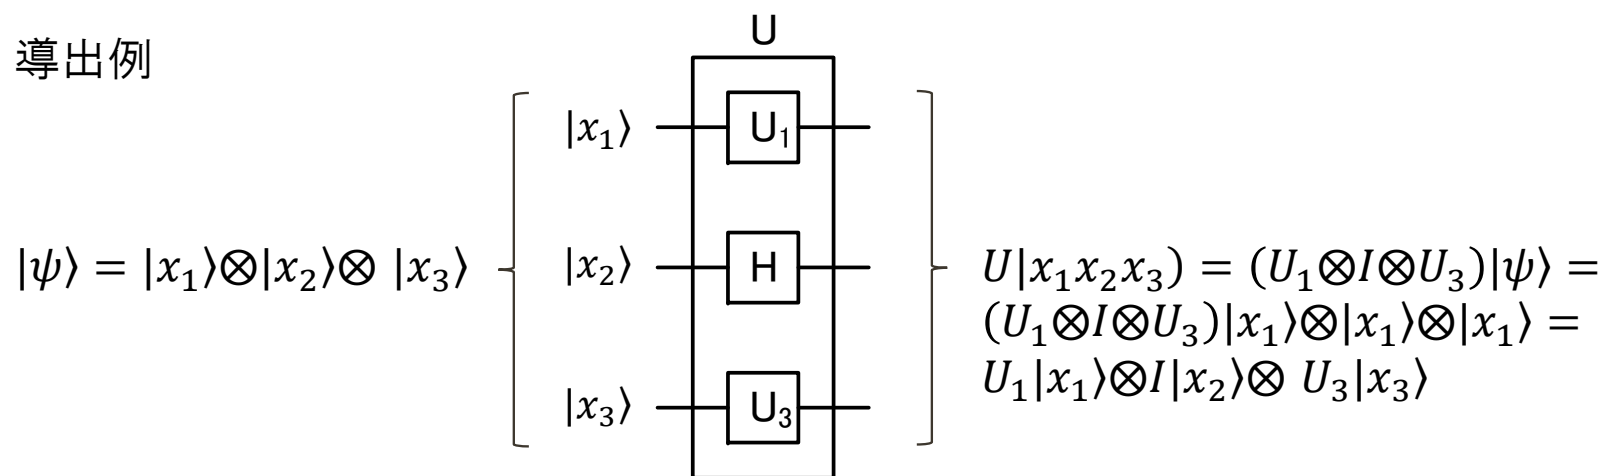 導出例
U
|x₁⟩
U₁
|ψ⟩ = |x₁⟩⊗|x₂⟩⊗ |x₃⟩
|x₂⟩
H
|x₃⟩
U₃
U|x₁x₂x₃) = (U₁⊗I⊗U₃)|ψ⟩ =
(U₁⊗I⊗U₃)|x₁⟩⊗|x₁⟩⊗|x₁⟩ =
U₁|x₁⟩⊗I|x₂⟩⊗ U₃|x₃⟩